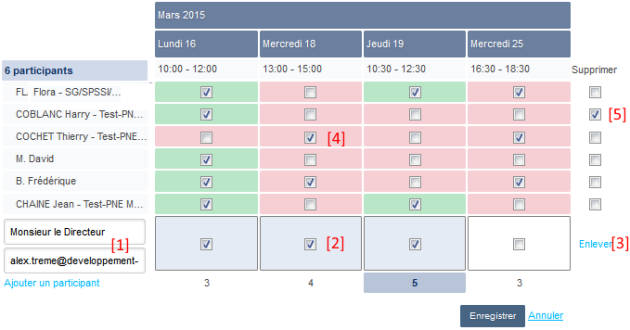 Mars 2015
Lundi 16 Mercredi 18 Jeudi 19 Mercredi 25
6 participants 10:00 - 12:00 13:00 - 15:00 10:30 - 12:30 16:30 - 18:30 Supprimer
FL. Flora - SG/SPSSI/...
COBLANC Harry - Test-PN... [5]
COCHET Thierry - Test-PNE... [4]
M. David
B. Frédérique
CHAINE Jean - Test-PNE M...
Monsieur le Directeur [1] [2] Enlever [3]
alex.treme@developpement-
Ajouter un participant 3 4 5 3
Enregistrer Annuler